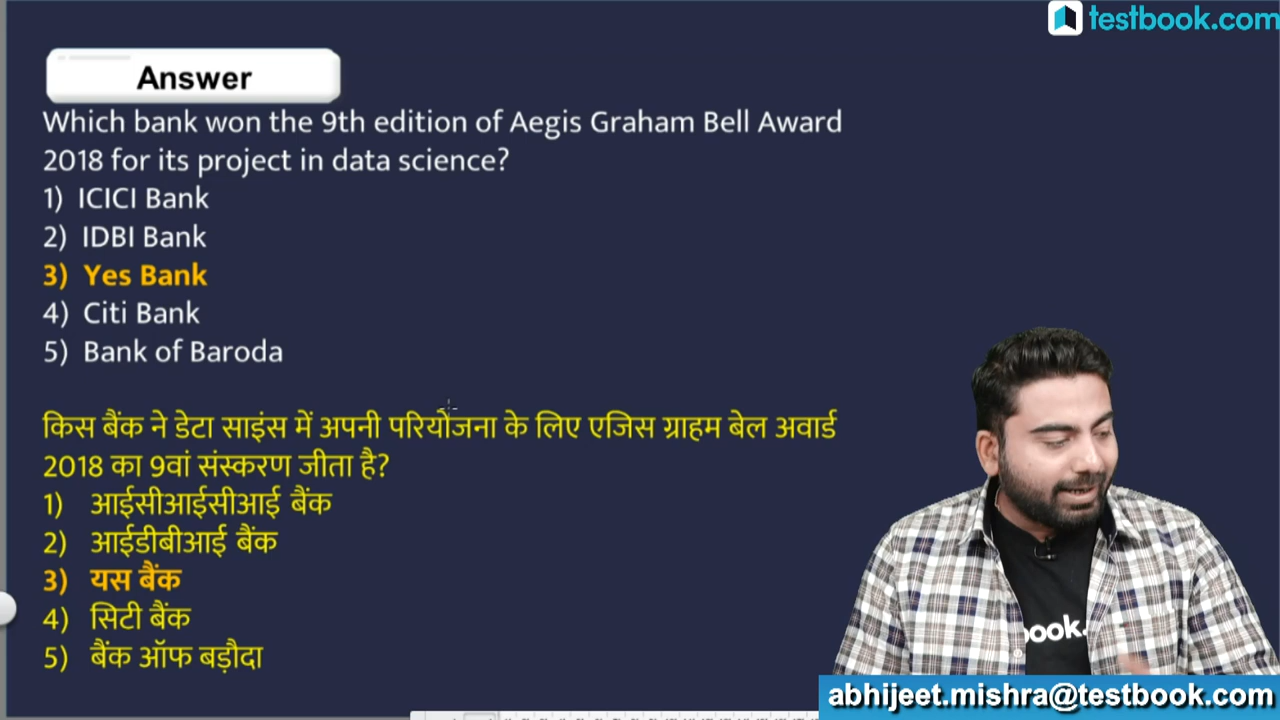 testbook.com
Answer
Which bank won the 9th edition of Aegis Graham Bell Award
2018 for its project in data science?
1) ICICI Bank
2) IDBI Bank
3) Yes Bank
4) Citi Bank
5) Bank of Baroda
किस बैंक ने डेटा साइंस में अपनी परियोजना के लिए एजिस ग्राहम बेल अवार्ड
2018 का 9वां संस्करण जीता है?
1) आईसीआईसीआई बैंक
2) आईडीबीआई बैंक
3) यस बैंक
4) सिटी बैंक
5) बैंक ऑफ बड़ौदा
book.
abhijeet.mishra@testbook.com